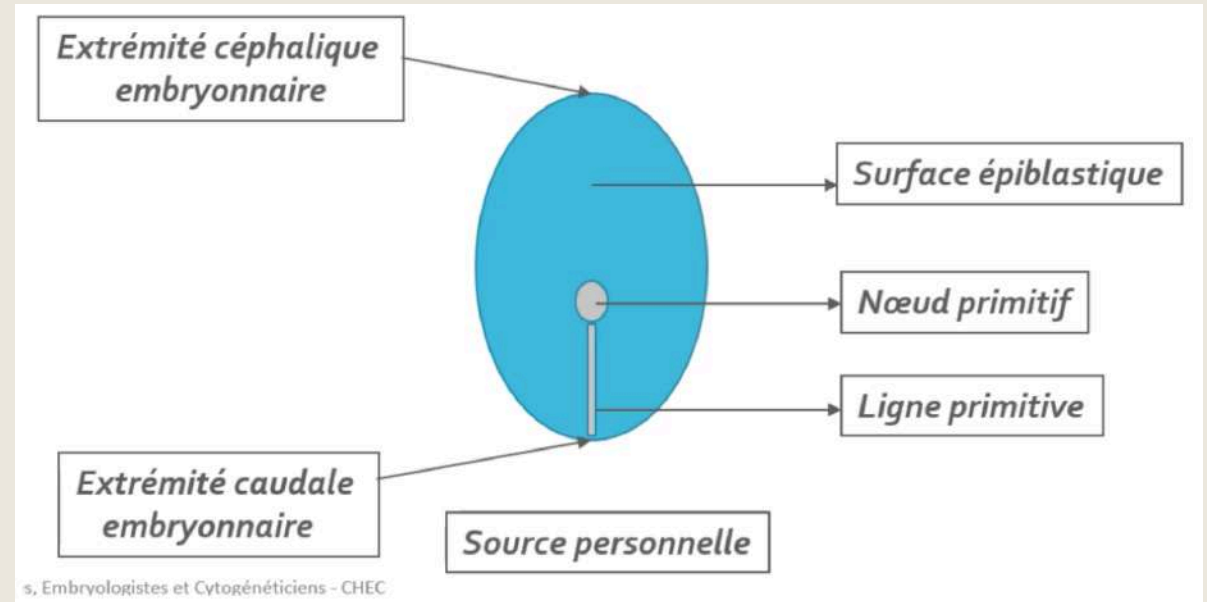 Extrémité céphalique
embryonnaire
Surface épiblastique
Nœud primitif
Ligne primitive
Extrémité caudale
embryonnaire
Source personnelle
s, Embryologistes et Cytogénéticiens - CHEC